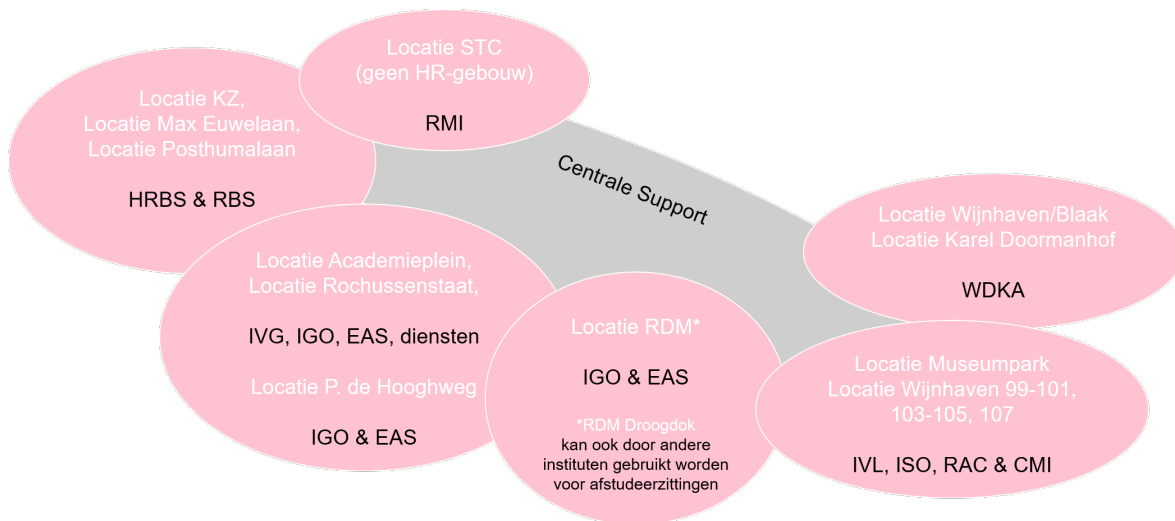 Locatie STC
(geen HR-gebouw)
RMI
Locatie KZ,
Locatie Max Euwelaan,
Locatie Posthumalaan
HRBS & RBS
Centrale Support
Locatie Wijnhaven/Blaak
Locatie Karel Doormanhof
WDKA
Locatie Academieplein,
Locatie Rochussenstaat,
IVG, IGO, EAS, diensten
Locatie P. de Hooghweg
IGO & EAS
Locatie RDM*
IGO & EAS
*RDM Droogdok
kan ook door andere
instituten gebruikt worden
voor afstudeerzittingen
Locatie Museumpark
Locatie Wijnhaven 99-101,
103-105, 107
IVL, ISO, RAC & CMI